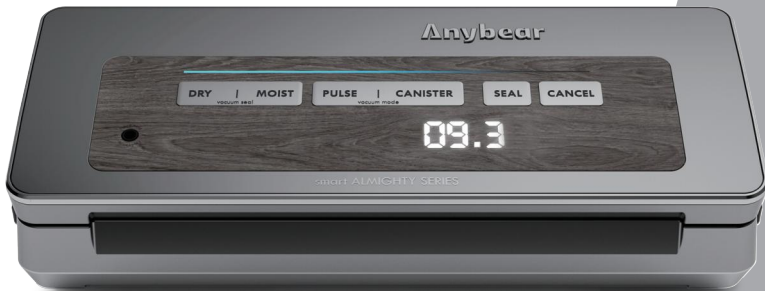 Anybear
DRY | MOIST PULSE | CANISTER SEAL CANCEL
vacuum seal vacuum mode
09.3
smart ALMIGHTY SERIES